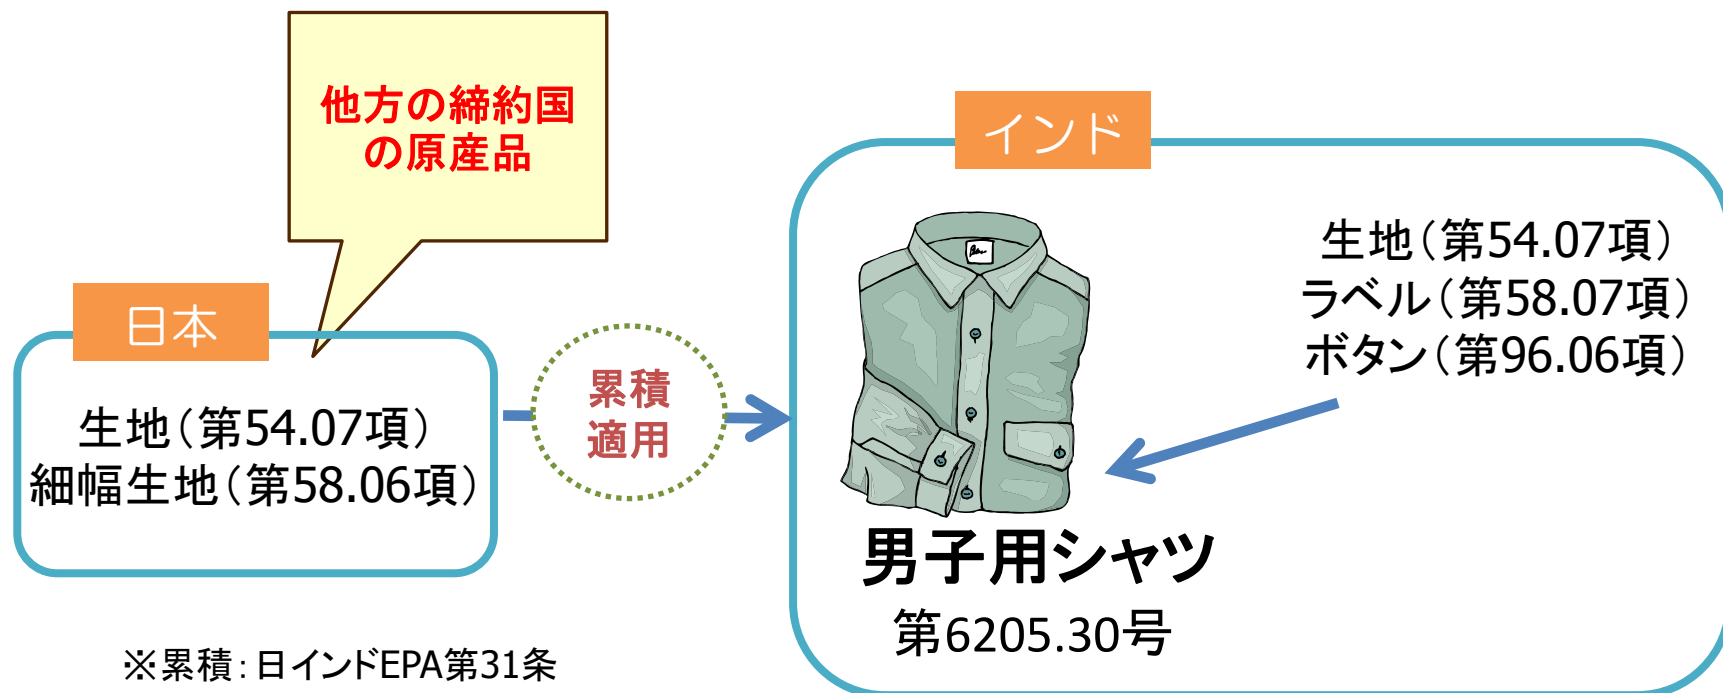 他方の締約国
の原産品
日本
生地（第54.07項）
細幅生地（第58.06項）
累積
適用
インド
生地（第54.07項）
ラベル（第58.07項）
ボタン（第96.06項）
男子用シャツ
第6205.30号
※累積：日インドEPA第31条